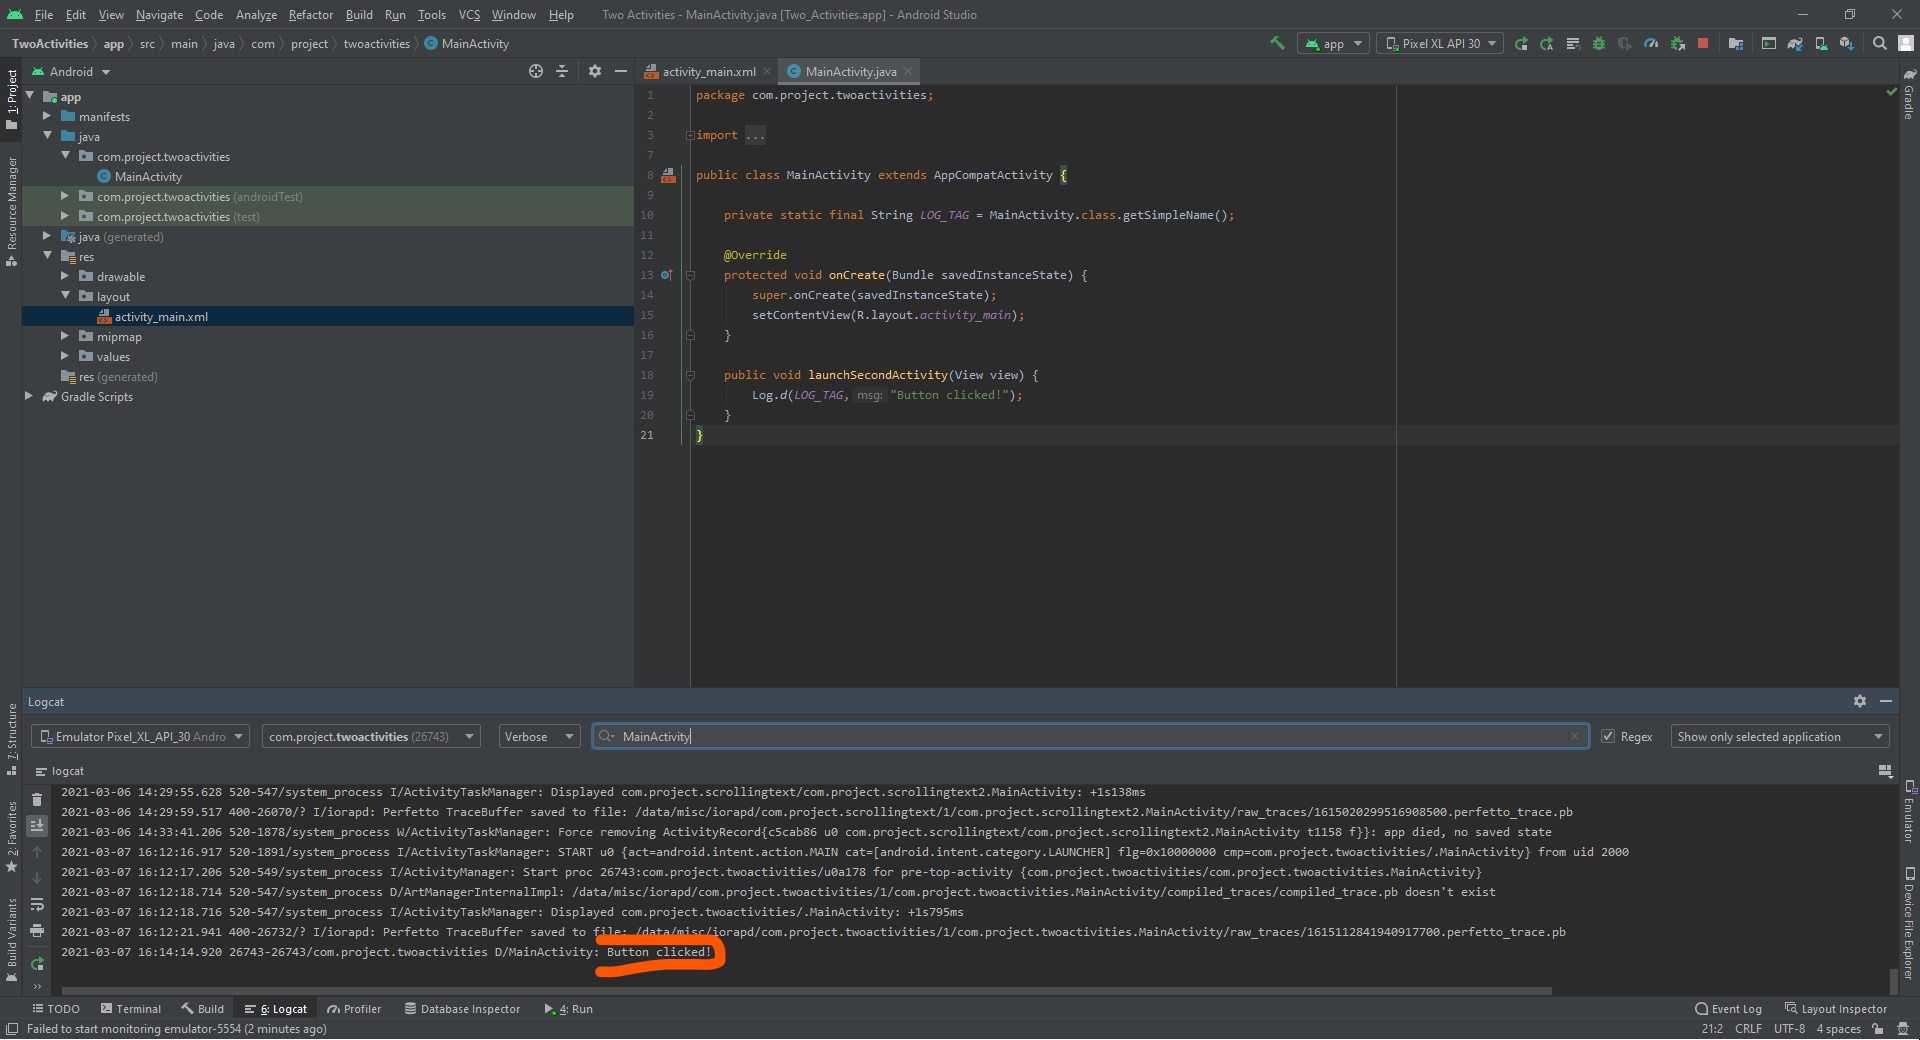 File Edit View Navigate Code Analyze Refactor Build Run Tools VCS Window Help Two Activities - MainActivity.java [Two_Activities.app] - Android Studio
TwoActivities app src main java com project twoactivities MainActivity app Pixel XL API 30
Android
activity_main.xml MainActivity.java
1: Project
Resource Manager
7: Structure
2: Favorites
Build Variants
app
manifests
java
com.project.twoactivities
MainActivity
com.project.twoactivities (androidTest)
com.project.twoactivities (test)
java (generated)
res
drawable
layout
activity_main.xml
mipmap
values
res (generated)
Gradle Scripts
1 package com.project.twoactivities;
2
3 import ...
7
8 public class MainActivity extends AppCompatActivity {
9
10 private static final String LOG_TAG = MainActivity.class.getSimpleName();
11
12 @Override
13 protected void onCreate(Bundle savedInstanceState) {
14 super.onCreate(savedInstanceState);
15 setContentView(R.layout.activity_main);
16 }
17
18 public void launchSecondActivity(View view) {
19 Log.d(LOG_TAG, msg: "Button clicked!");
20 }
21 }
Gradle
Emulator
Device File Explorer
Logcat
Emulator Pixel_XL_API_30 Andro com.project.twoactivities (26743) Verbose MainActivity Regex Show only selected application
logcat
2021-03-06 14:29:55.628 520-547/system_process I/ActivityTaskManager: Displayed com.project.scrollingtext/com.project.scrollingtext2.MainActivity: +1s138ms
2021-03-06 14:29:59.517 400-26070/? I/iorapd: Perfetto TraceBuffer saved to file: /data/misc/iorapd/com.project.scrollingtext/1/com.project.scrollingtext2.MainActivity/raw_traces/1615020299516908500.perfetto_trace.pb
2021-03-06 14:33:41.206 520-1878/system_process W/ActivityTaskManager: Force removing ActivityRecord{c5cab86 u0 com.project.scrollingtext/com.project.scrollingtext2.MainActivity t1158 f}}: app died, no saved state
2021-03-07 16:12:16.917 520-1891/system_process I/ActivityTaskManager: START u0 {act=android.intent.action.MAIN cat=[android.intent.category.LAUNCHER] flg=0x10000000 cmp=com.project.twoactivities/.MainActivity} from uid 2000
2021-03-07 16:12:17.206 520-549/system_process I/ActivityManager: Start proc 26743:com.project.twoactivities/u0a178 for pre-top-activity {com.project.twoactivities/com.project.twoactivities.MainActivity}
2021-03-07 16:12:18.714 520-547/system_process D/ArtManagerInternalImpl: /data/misc/iorapd/com.project.twoactivities/1/com.project.twoactivities.MainActivity/compiled_traces/compiled_trace.pb doesn't exist
2021-03-07 16:12:18.716 520-547/system_process I/ActivityTaskManager: Displayed com.project.twoactivities/.MainActivity: +1s795ms
2021-03-07 16:12:21.941 400-26732/? I/iorapd: Perfetto TraceBuffer saved to file: /data/misc/iorapd/com.project.twoactivities/1/com.project.twoactivities.MainActivity/raw_traces/1615112841940917700.perfetto_trace.pb
2021-03-07 16:14:14.920 26743-26743/com.project.twoactivities D/MainActivity: Button clicked!
TODO Terminal Build 6: Logcat Profiler Database Inspector 4: Run Event Log Layout Inspector
Failed to start monitoring emulator-5554 (2 minutes ago) 21:2 CRLF UTF-8 4 spaces